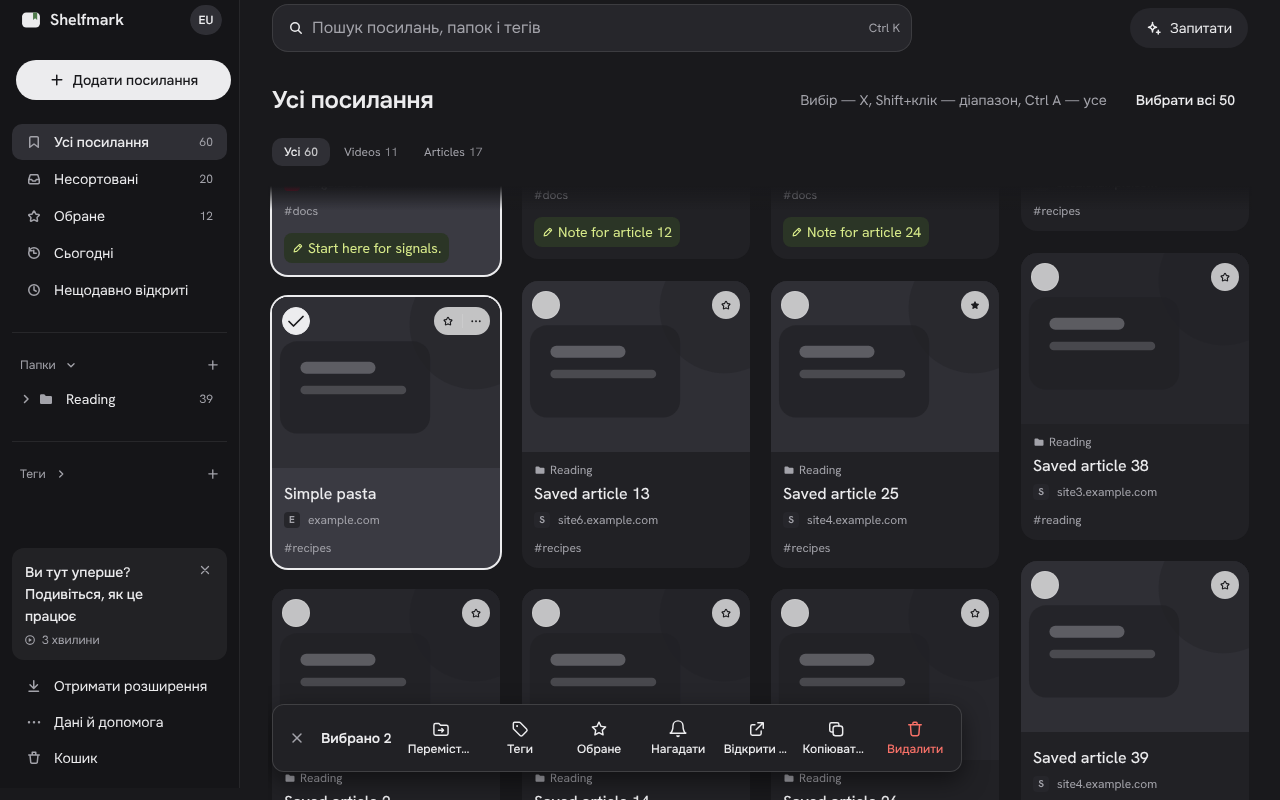 Shelfmark
EU
Додати посилання
Усі посилання 60
Несортовані 20
Обране 12
Сьогодні
Нещодавно відкриті
Папки
Reading 39
Теги
Ви тут уперше?
Подивіться, як це
працює
3 хвилини
Отримати розширення
Дані й допомога
Кошик
Пошук посилань, папок і тегів
Ctrl K
Запитати
Усі посилання
Вибір — X, Shift+клік — діапазон, Ctrl A — усе
Вибрати всі 50
Усі 60
Videos 11
Articles 17
#docs
Start here for signals.
#docs
Note for article 12
#docs
Note for article 24
#recipes
Simple pasta
E example.com
#recipes
Reading
Saved article 13
S site6.example.com
#recipes
Reading
Saved article 25
S site4.example.com
#recipes
Reading
Saved article 38
S site3.example.com
#reading
Saved article 39
S site4.example.com
Вибрано 2
Переміст...
Теги
Обране
Нагадати
Відкрити ...
Копіюват...
Видалити
Reading
Reading
Reading